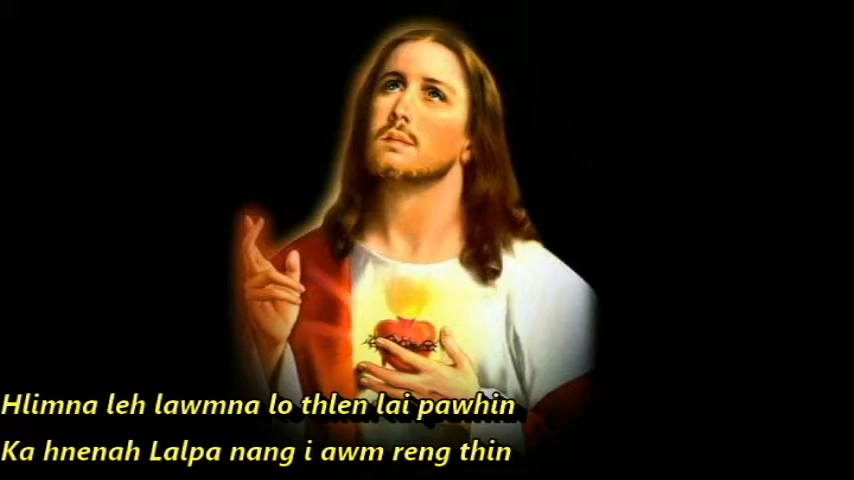 Hlimna leh lawmna lo thlen lai pawhin
Ka hnenah Lalpa nang i awm reng thin